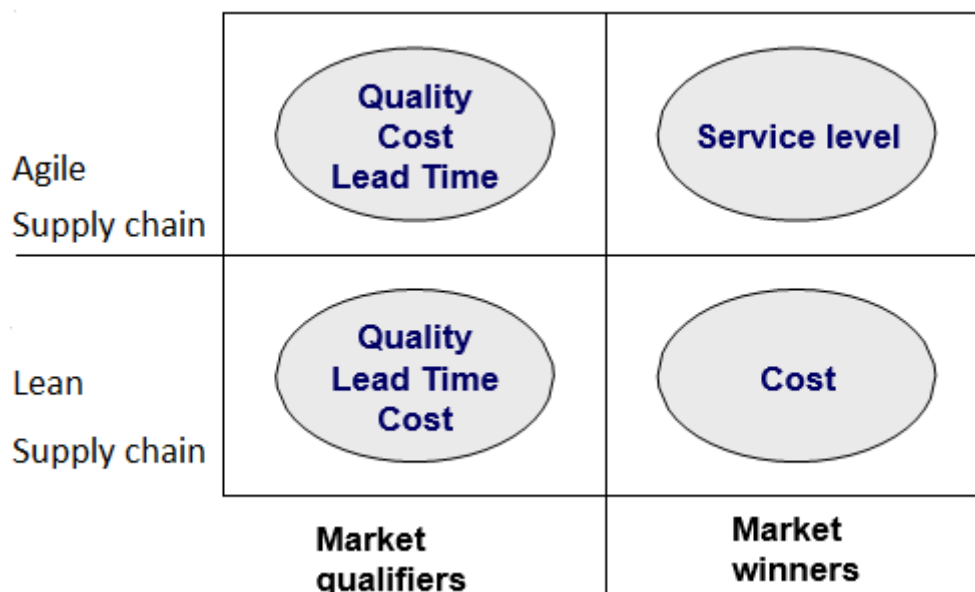 Quality
Cost
Lead Time
Service level
Agile
Supply chain
Quality
Lead Time
Cost
Cost
Lean
Supply chain
Market
qualifiers
Market
winners